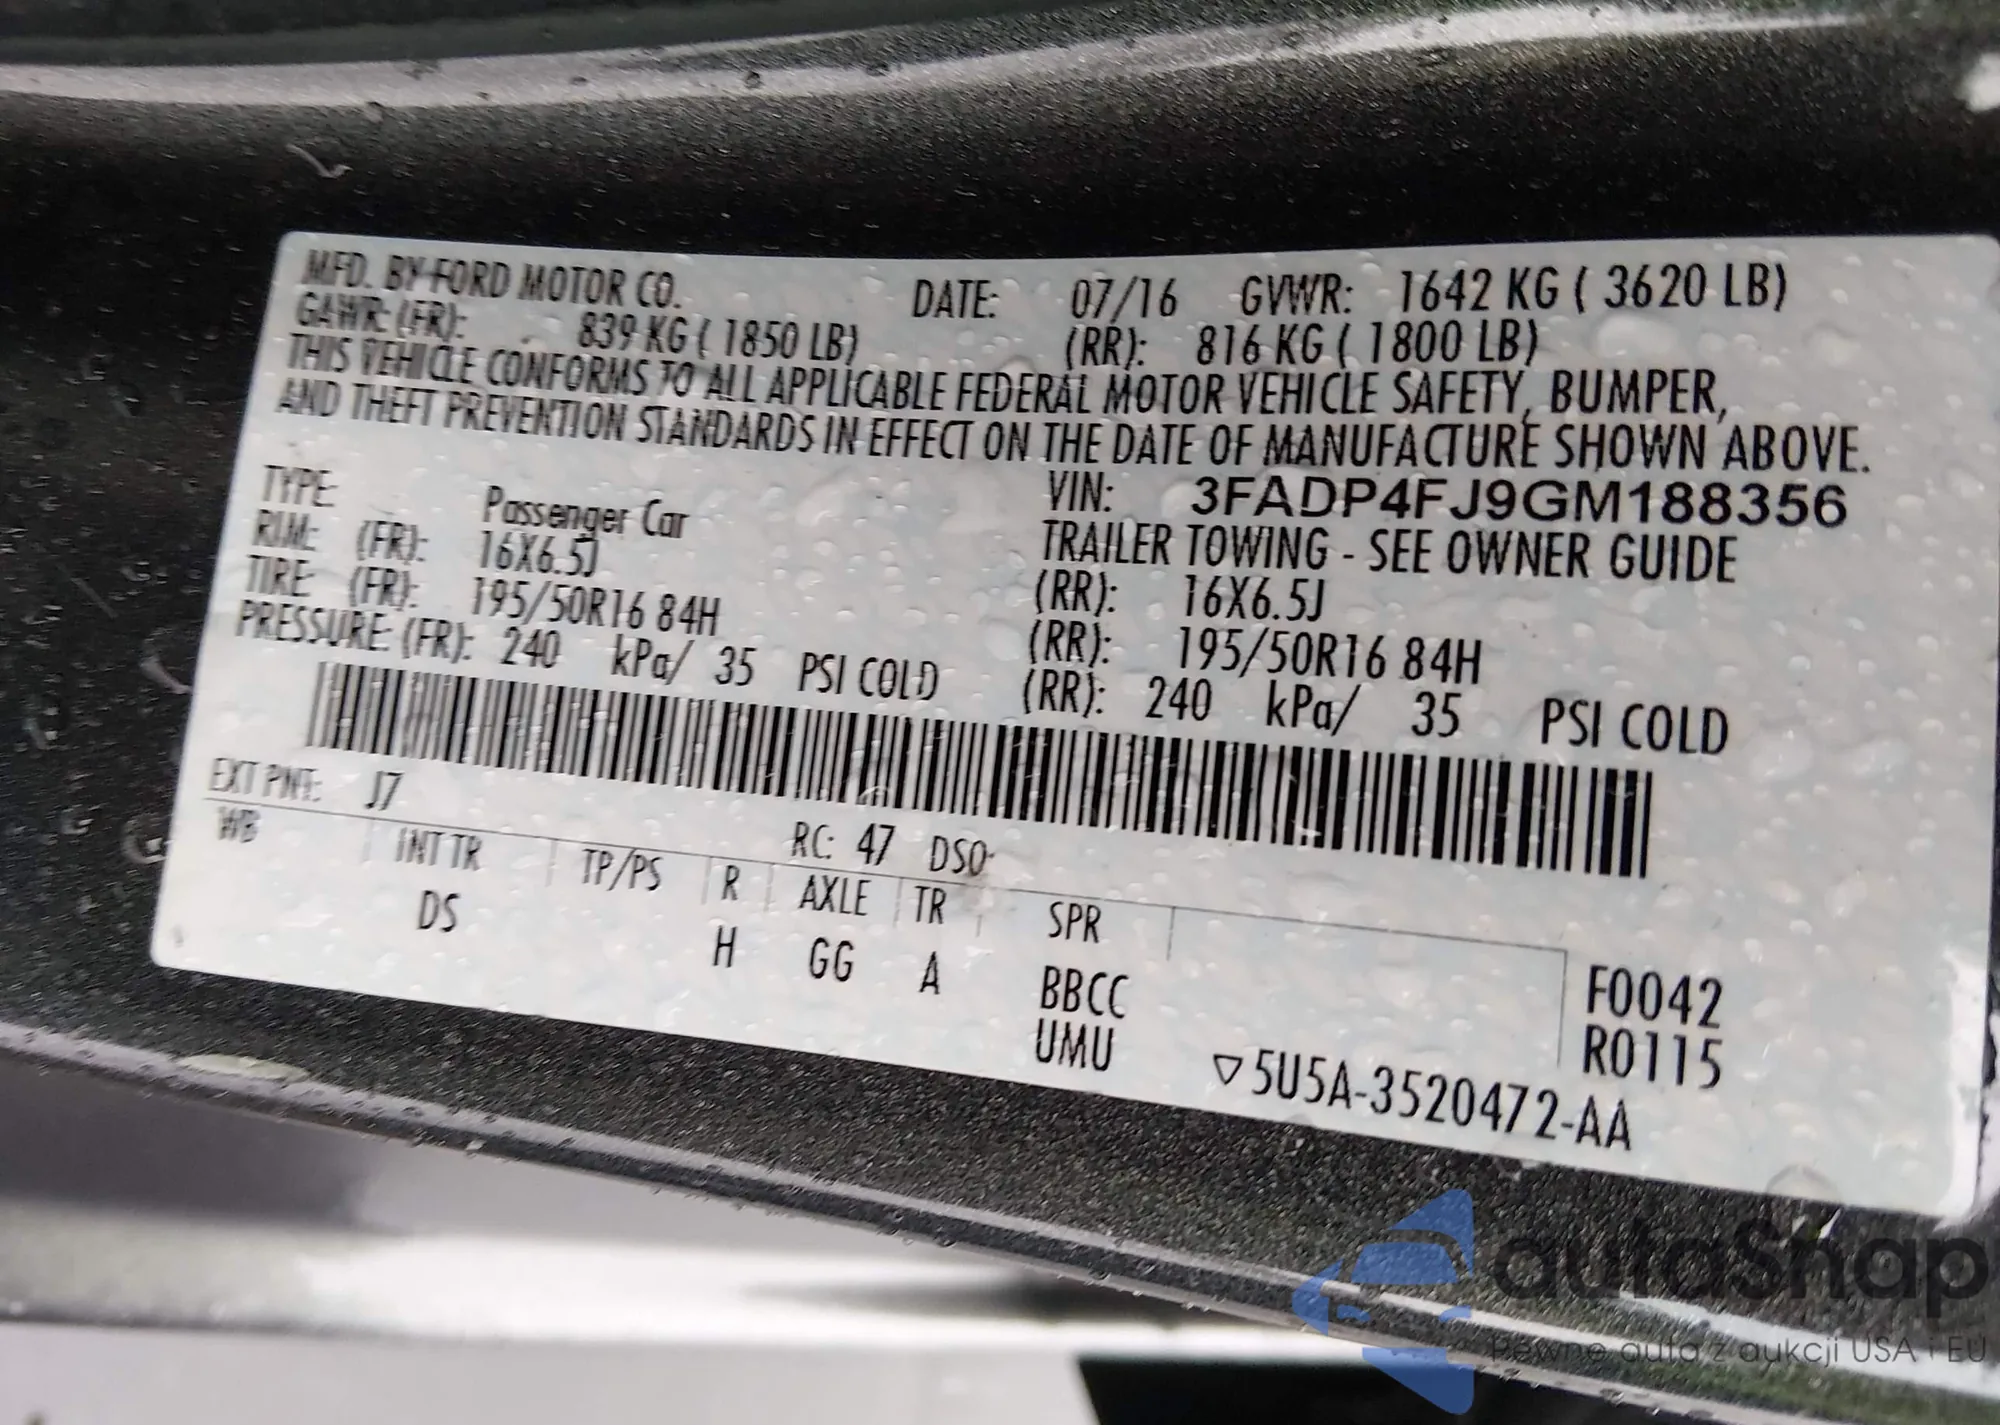 MFD. BY FORD MOTOR CO. DATE: 07/16 GVWR: 1642 KG ( 3620 LB)
GAWR: (FR): 839 KG ( 1850 LB) (RR): 816 KG ( 1800 LB)
THIS VEHICLE CONFORMS TO ALL APPLICABLE FEDERAL MOTOR VEHICLE SAFETY, BUMPER,
AND THEFT PREVENTION STANDARDS IN EFFECT ON THE DATE OF MANUFACTURE SHOWN ABOVE.
VIN: 3FADP4FJ9GM188356
TYPE: Passenger Car TRAILER TOWING - SEE OWNER GUIDE
RIM: (FR): 16X6.5J (RR): 16X6.5J
TIRE: (FR): 195/50R16 84H (RR): 195/50R16 84H
PRESSURE: (FR): 240 kPa/ 35 PSI COLD (RR): 240 kPa/ 35 PSI COLD
EXT PNT: J7 RC: 47 DSO:
WB INT TR TP/PS R AXLE TR SPR
DS H GG A BBCC F0042
UMU R0115
▽5U5A-3520472-AA
autoSnap
Pewne auta z aukcji USA i EU